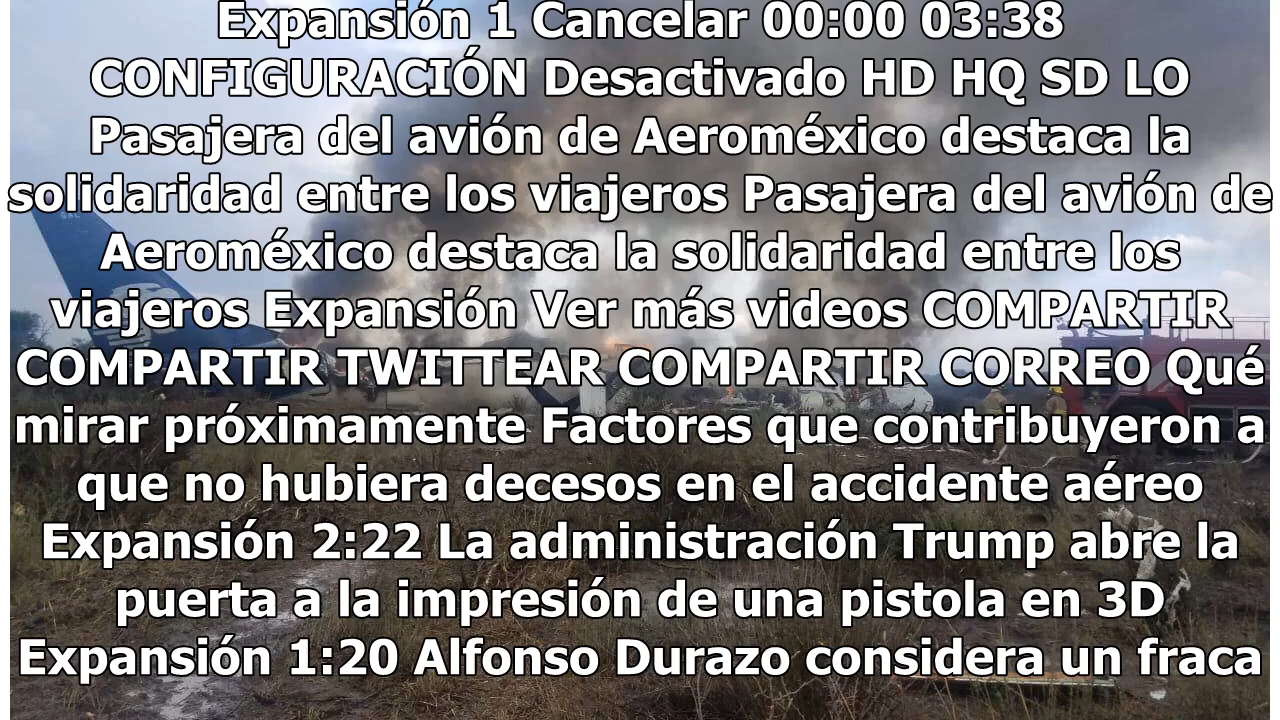 Expansión 1 Cancelar 00:00 03:38
CONFIGURACIÓN Desactivado HD HQ SD LO
Pasajera del avión de Aeroméxico destaca la
solidaridad entre los viajeros Pasajera del avión de
Aeroméxico destaca la solidaridad entre los
viajeros Expansión Ver más videos COMPARTIR
COMPARTIR TWITTEAR COMPARTIR CORREO Qué
mirar próximamente Factores que contribuyeron a
que no hubiera decesos en el accidente aéreo
Expansión 2:22 La administración Trump abre la
puerta a la impresión de una pistola en 3D
Expansión 1:20 Alfonso Durazo considera un fraca